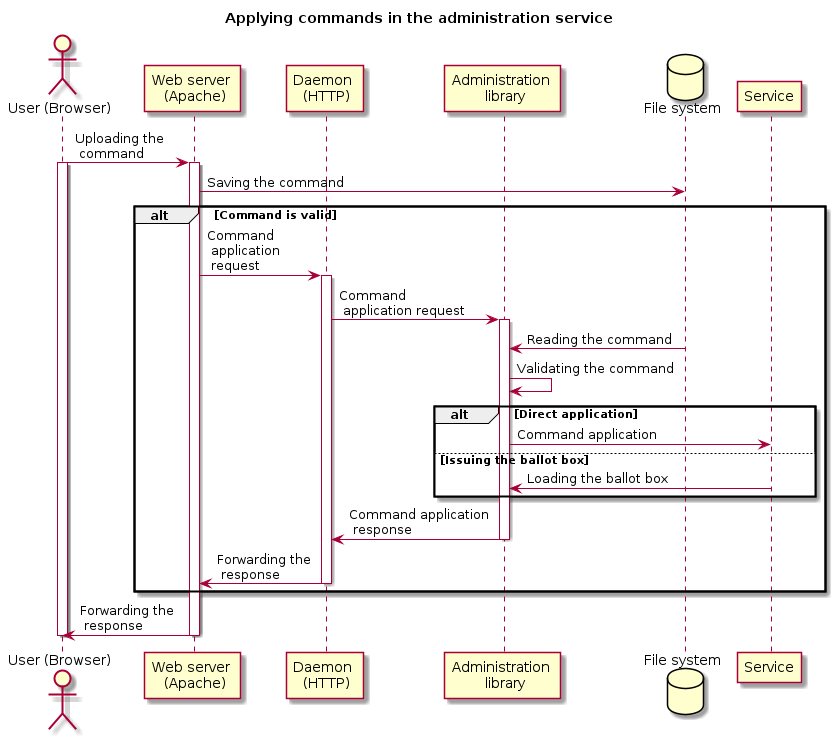 Applying commands in the administration service
User (Browser)
Web server
(Apache)
Daemon
(HTTP)
Administration
library
File system
Service
Uploading the
command
Saving the command
alt
[Command is valid]
Command
application
request
Command
application request
Reading the command
Validating the command
alt
[Direct application]
Command application
[Issuing the ballot box]
Loading the ballot box
Command application
response
Forwarding the
response
Forwarding the
response
User (Browser)
Web server
(Apache)
Daemon
(HTTP)
Administration
library
File system
Service